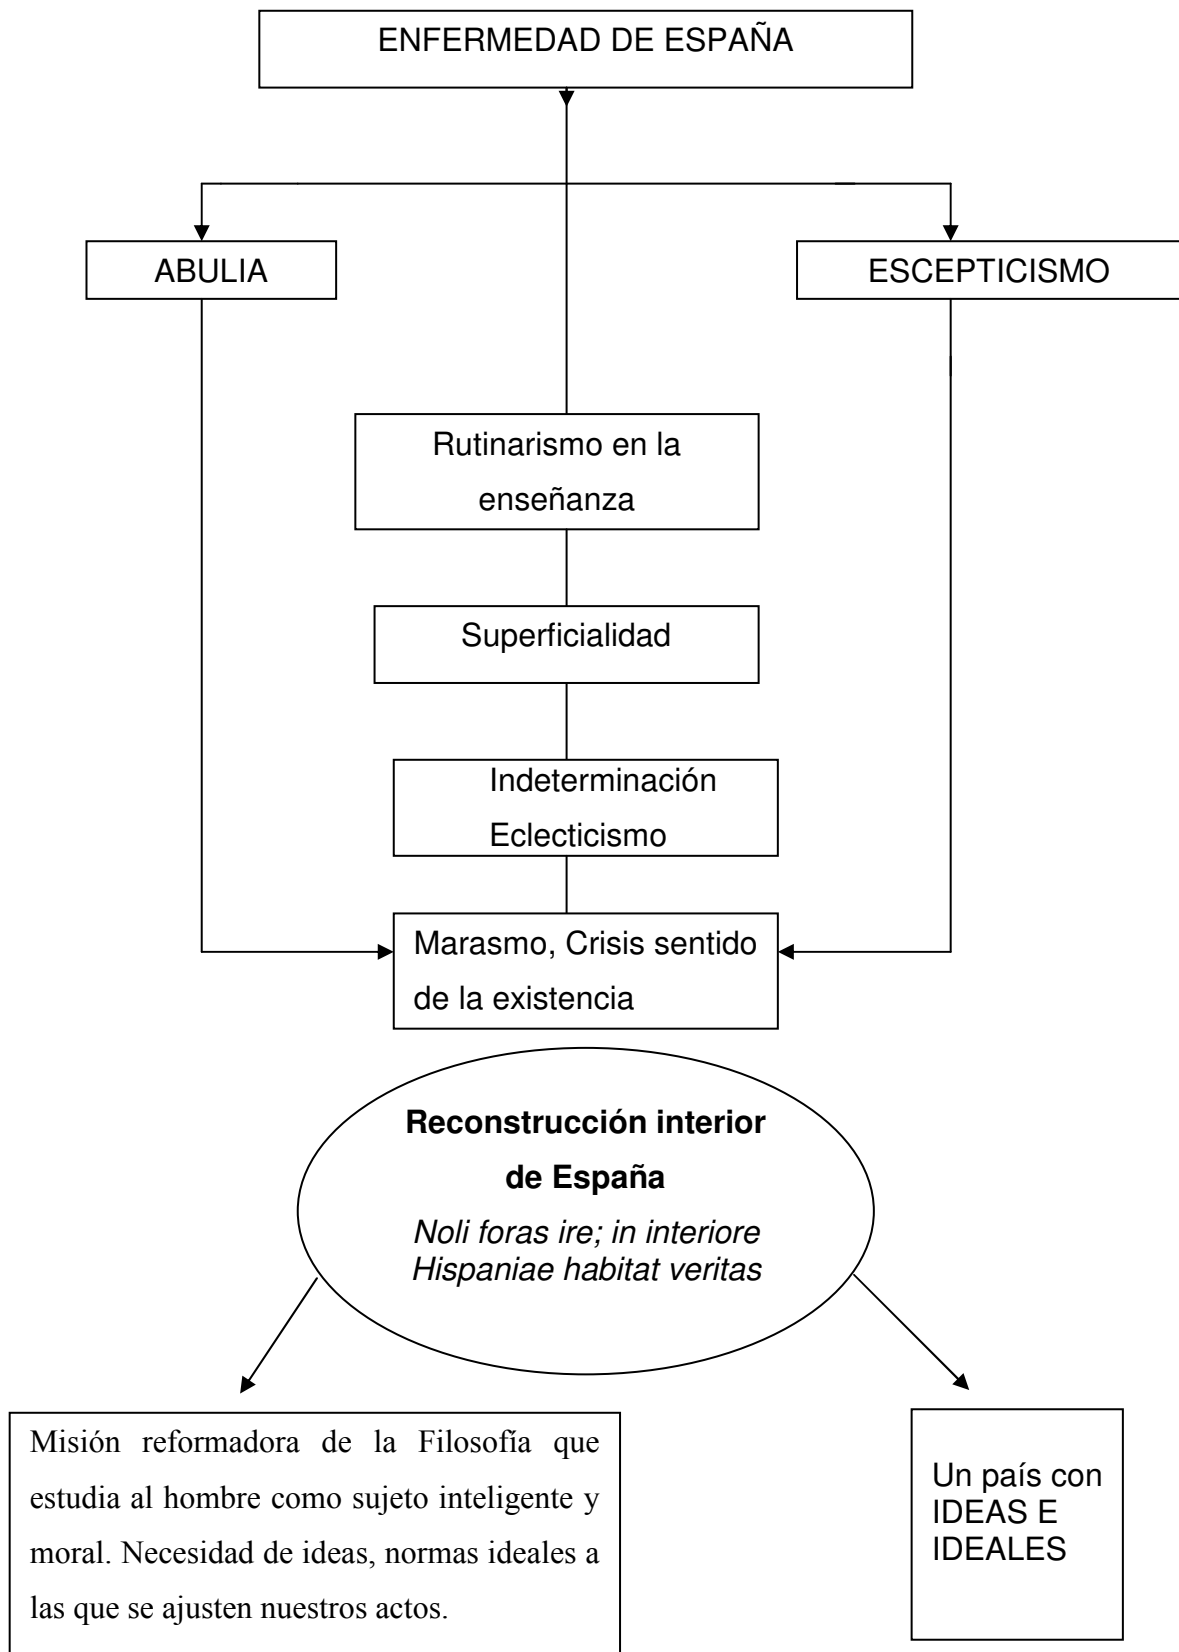 ENFERMEDAD DE ESPAÑA
ABULIA
ESCEPTICISMO
Rutinarismo en la
enseñanza
Superficialidad
Indeterminación
Eclecticismo
Marasmo, Crisis sentido
de la existencia
Reconstrucción interior
de España
Noli foras ire; in interiore
Hispaniae habitat veritas
Misión reformadora de la Filosofía que
estudia al hombre como sujeto inteligente y
moral. Necesidad de ideas, normas ideales a
las que se ajusten nuestros actos.
Un país con
IDEAS E
IDEALES